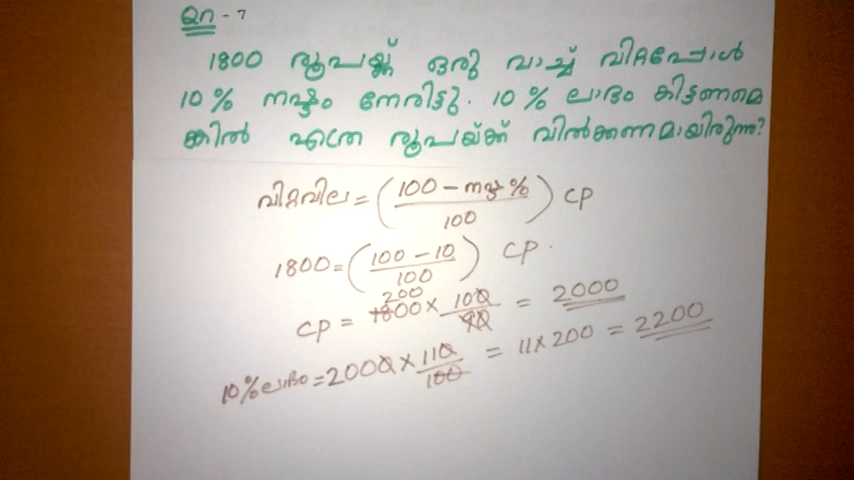 Qn - 7
1800 രൂപയ്ക്ക് ഒരു വാച്ച് വിറ്റപ്പോൾ
10% നഷ്ടം നേരിട്ടു. 10% ലാഭം കിട്ടണമെ
ങ്കിൽ എത്ര രൂപയ്ക്ക് വിൽക്കണമായിരുന്നു?
വിറ്റവില = (100 - നഷ്ട% / 100) CP
1800 = (100 - 10 / 100) CP.
200
CP = 1800 × 100/90 = 2000
10% ലാഭം = 2000 × 110/100 = 11 × 200 = 2200